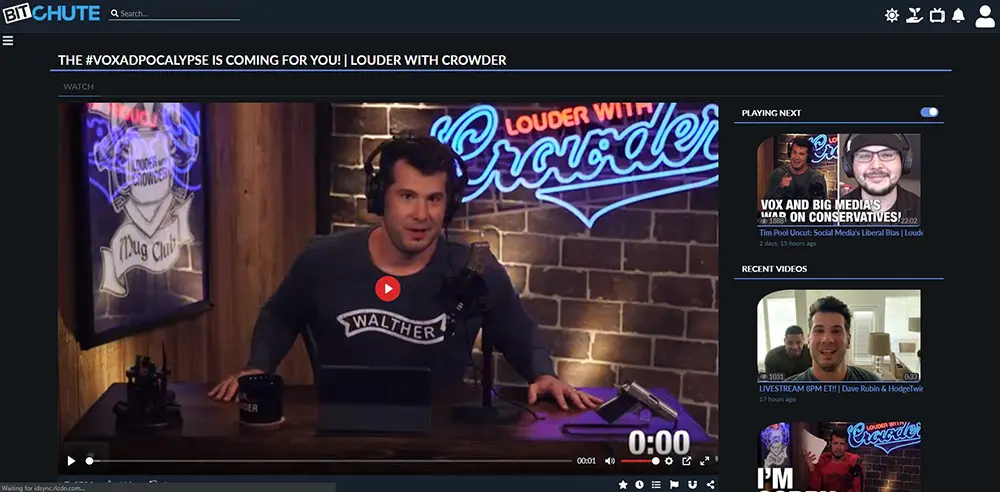 BITCHUTE
Search...
THE #VOXADPOCALYPSE IS COMING FOR YOU! | LOUDER WITH CROWDER
WATCH
LOUDER WITH
CROWDER
Mug Club
LOUDER WITH
Crowder
WALTHER
CROWDER
0:00
00:01
PLAYING NEXT
VOX AND BIG MEDIA'S
WAR ON CONSERVATIVES!
1888
22:02
Tim Pool Uncut: Social Media's Liberal Bias | Loude
2 days, 15 hours ago
RECENT VIDEOS
1031
0:33
LIVESTREAM 8PM ET!! | Dave Rubin & HodgeTwin
17 hours ago
LOUDER WITH
Crowder
I'M
Waiting for idsync.rlcdn.com...